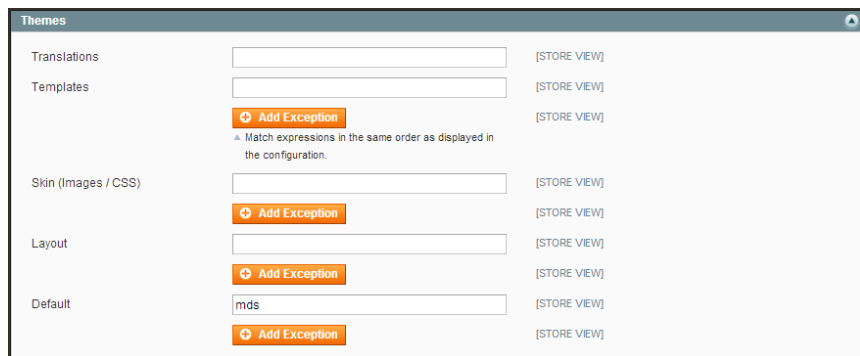 Themes
Translations [STORE VIEW]
Templates [STORE VIEW]
Add Exception [STORE VIEW]
Match expressions in the same order as displayed in
the configuration.
Skin (Images / CSS) [STORE VIEW]
Add Exception [STORE VIEW]
Layout [STORE VIEW]
Add Exception [STORE VIEW]
Default mds [STORE VIEW]
Add Exception [STORE VIEW]